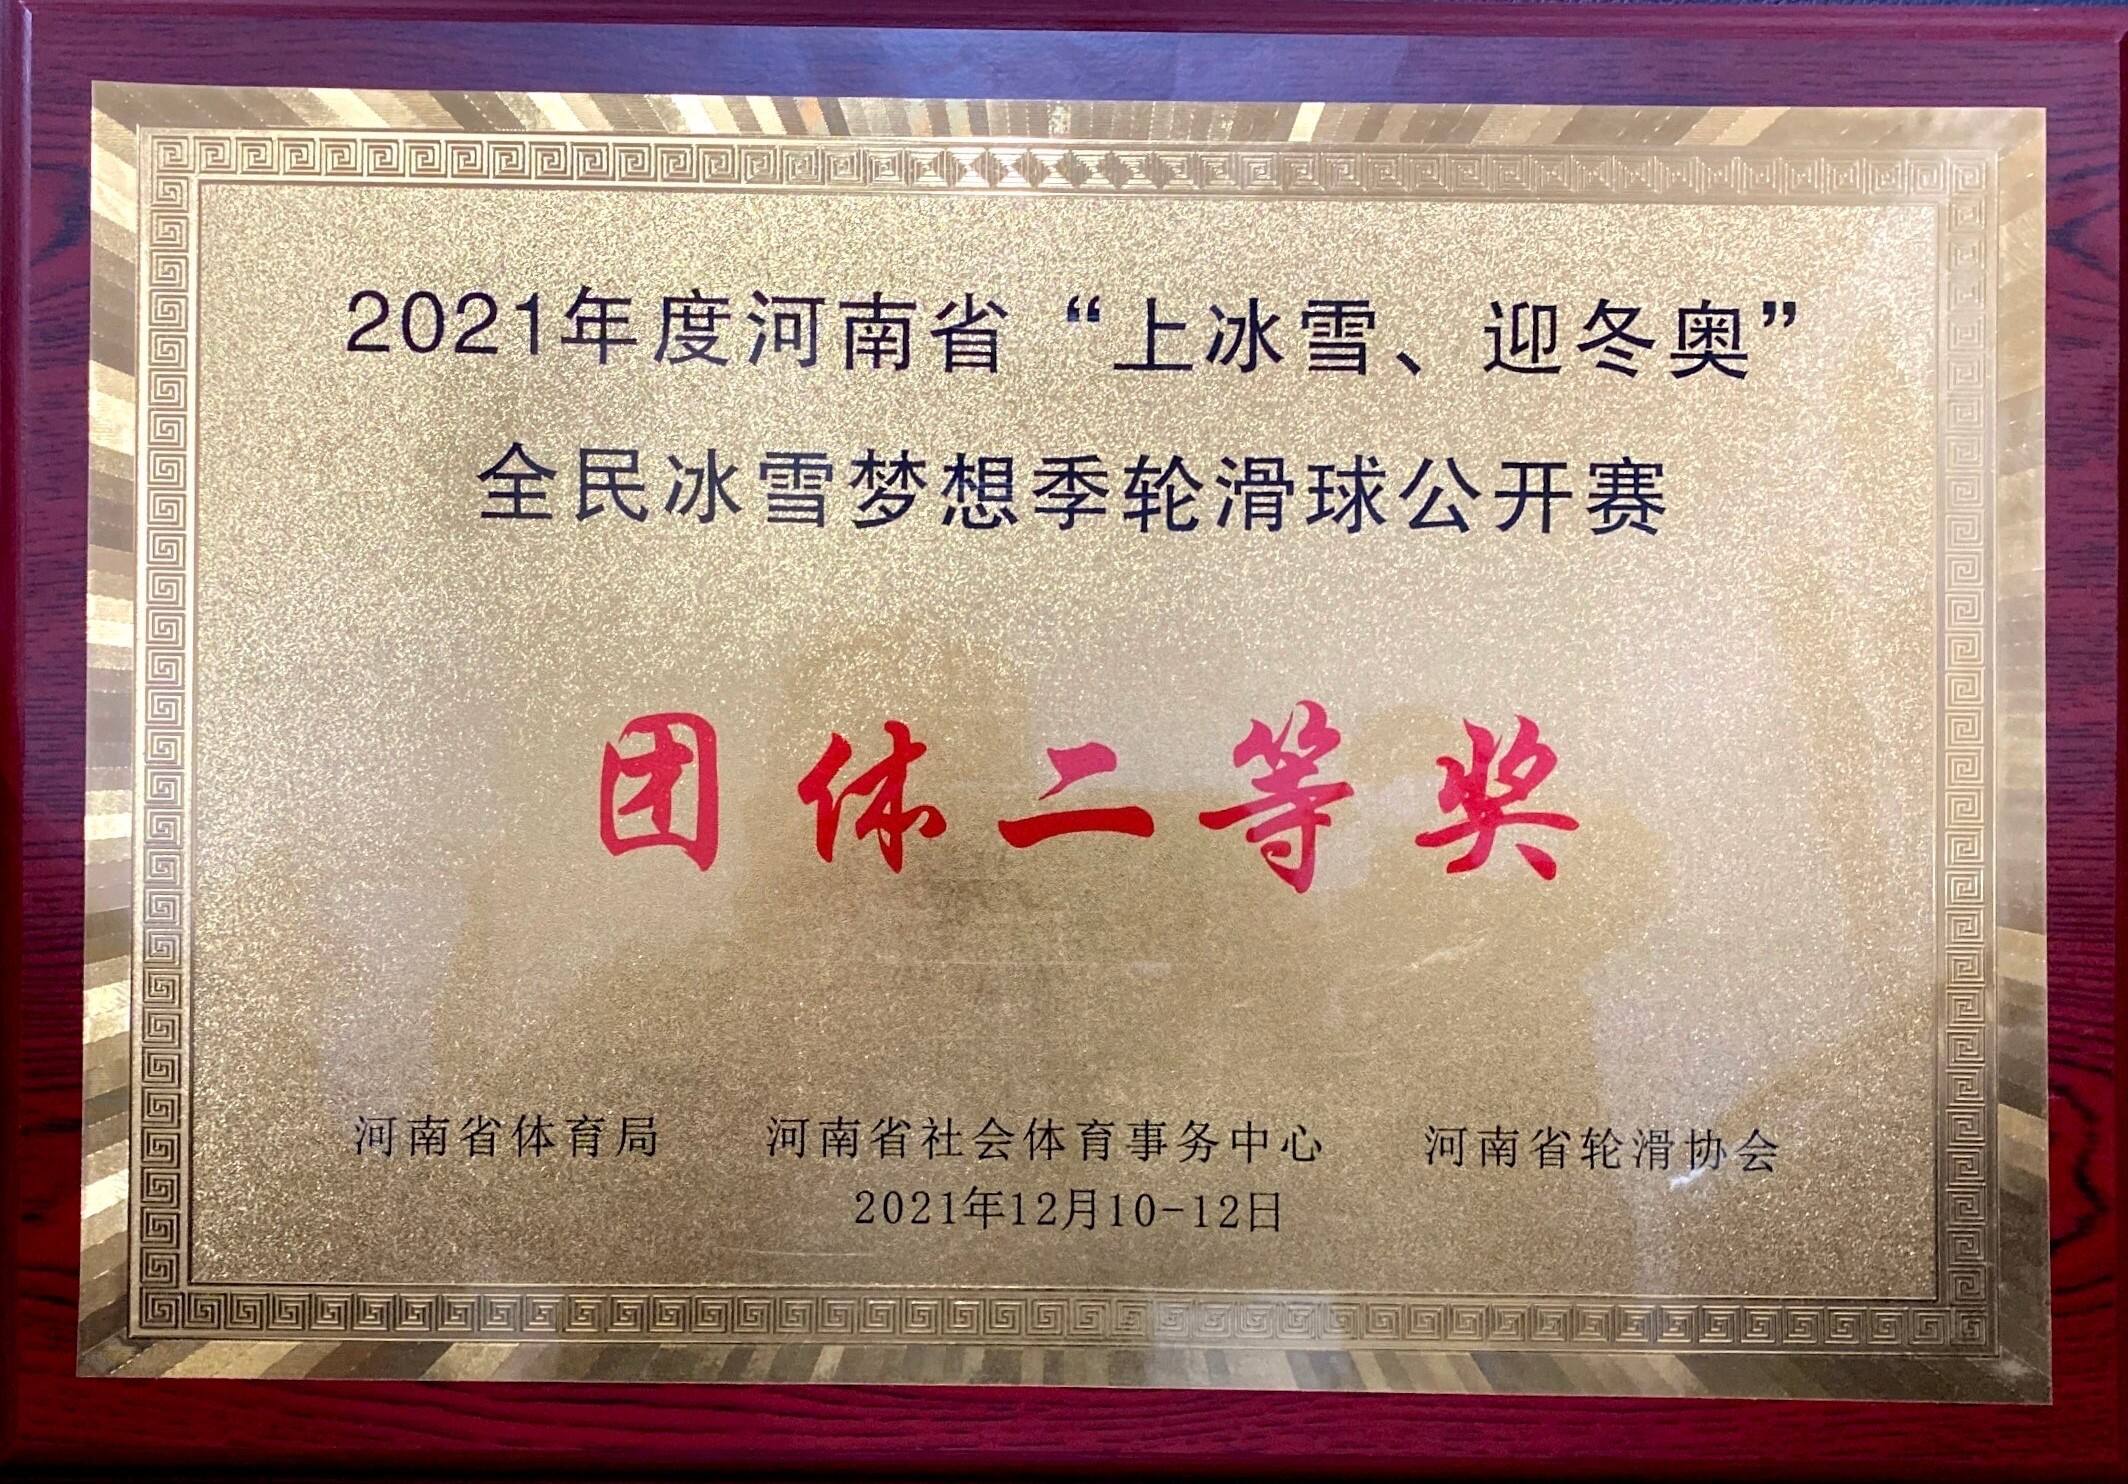 2021年度河南省“上冰雪、迎冬奥”
全民冰雪梦想季轮滑球公开赛
团体二等奖
河南省体育局 河南省社会体育事务中心 河南省轮滑协会
2021年12月10-12日